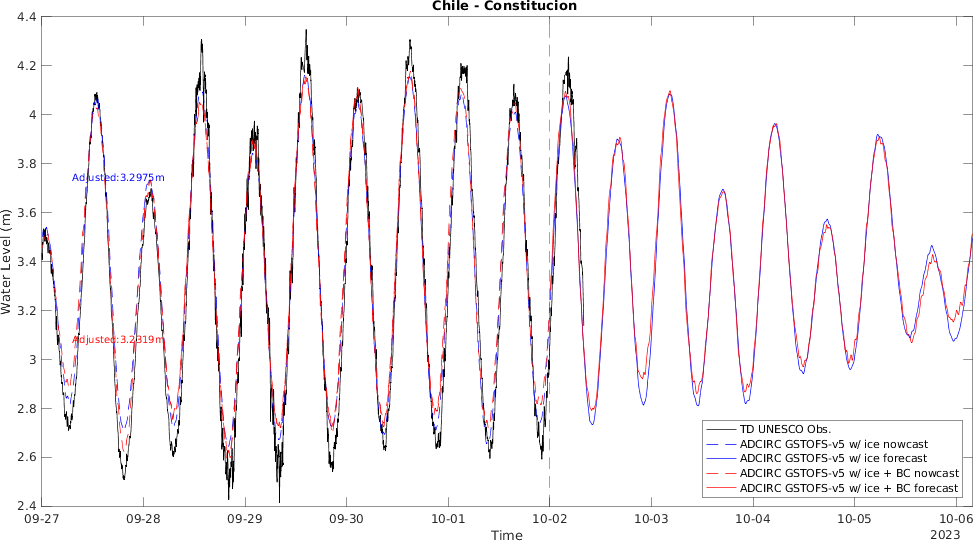 Chile - Constitucion
4.4
4.2
4
3.8
3.6
3.4
3.2
3
2.8
2.6
2.4
Water Level (m)
Adjusted:3.2975m
Adjusted:3.2319m
TD UNESCO Obs.
ADCIRC GSTOFS-v5 w/ ice nowcast
ADCIRC GSTOFS-v5 w/ ice forecast
ADCIRC GSTOFS-v5 w/ ice + BC nowcast
ADCIRC GSTOFS-v5 w/ ice + BC forecast
09-27 09-28 09-29 09-30 10-01 10-02 10-03 10-04 10-05 10-06
2023
Time